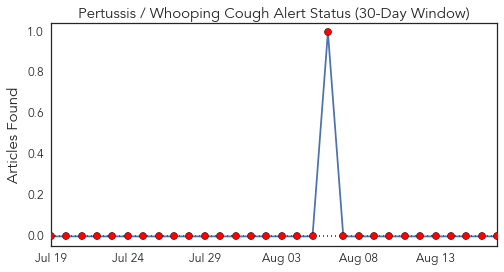 Pertussis / Whooping Cough Alert Status (30-Day Window)
Articles Found
1.0
0.8
0.6
0.4
0.2
0.0
Jul 19 Jul 24 Jul 29 Aug 03 Aug 08 Aug 13